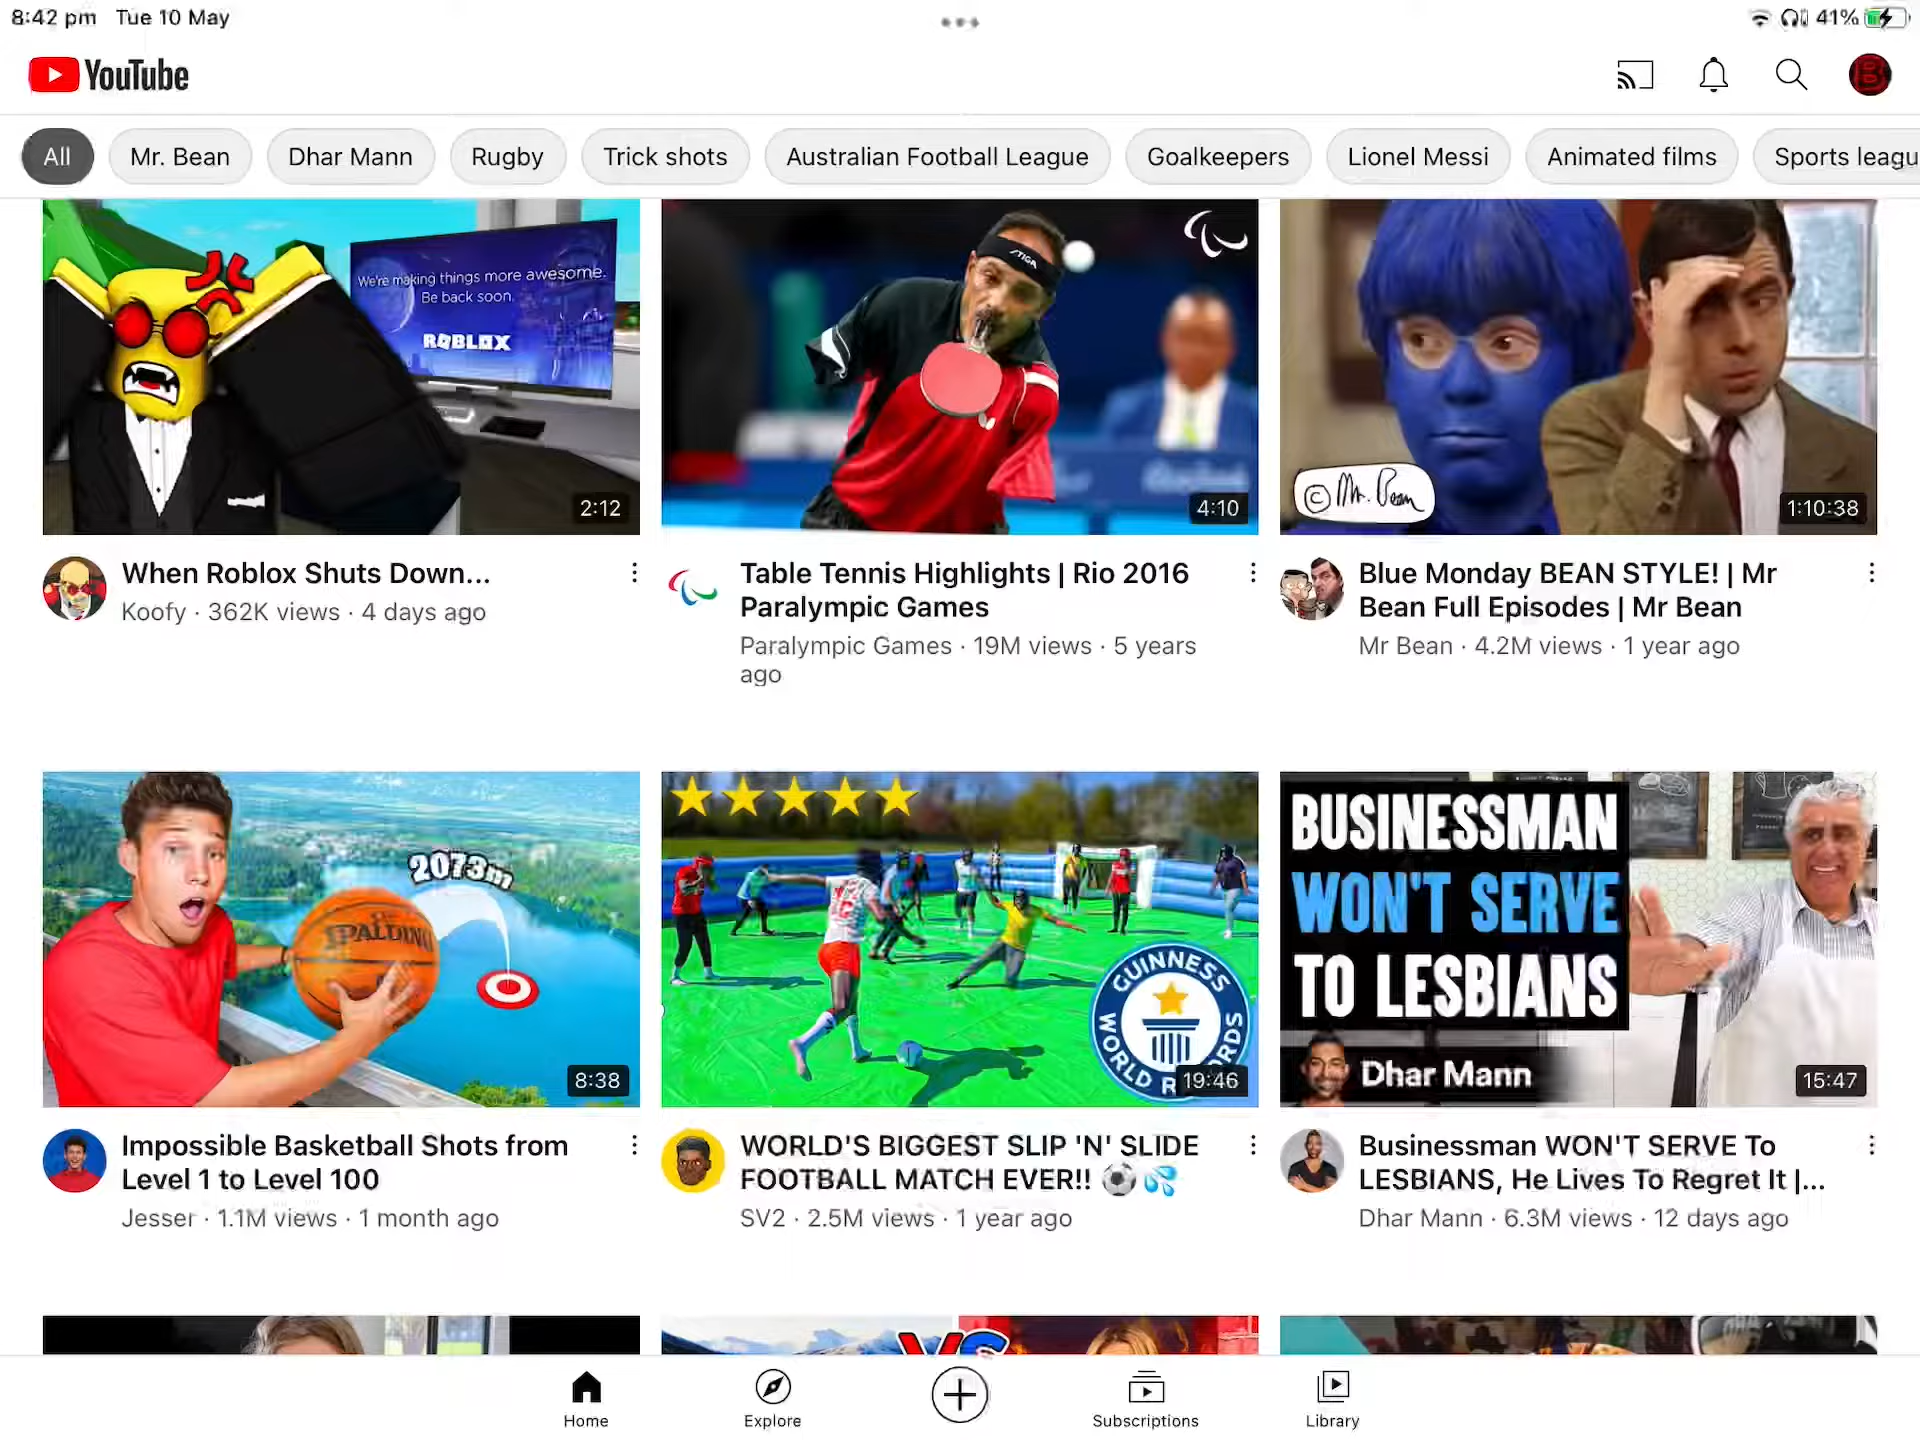 8:42 pm Tue 10 May
41%
YouTube
All
Mr. Bean
Dhar Mann
Rugby
Trick shots
Australian Football League
Goalkeepers
Lionel Messi
Animated films
Sports leagu
We're making things more awesome.
Be back soon.
ROBLOX
2:12
STIGA
4:10
© Mr. Bean
1:10:38
When Roblox Shuts Down...
Koofy · 362K views · 4 days ago
Table Tennis Highlights | Rio 2016
Paralympic Games
Paralympic Games · 19M views · 5 years
ago
Blue Monday BEAN STYLE! | Mr
Bean Full Episodes | Mr Bean
Mr Bean · 4.2M views · 1 year ago
2073m
SPALDING
8:38
GUINNESS
WORLD RECORDS
19:46
BUSINESSMAN
WON'T SERVE
TO LESBIANS
Dhar Mann
15:47
Impossible Basketball Shots from
Level 1 to Level 100
Jesser · 1.1M views · 1 month ago
WORLD'S BIGGEST SLIP 'N' SLIDE
FOOTBALL MATCH EVER!! ⚽💦
SV2 · 2.5M views · 1 year ago
Businessman WON'T SERVE To
LESBIANS, He Lives To Regret It |...
Dhar Mann · 6.3M views · 12 days ago
VS
Home
Explore
Subscriptions
Library